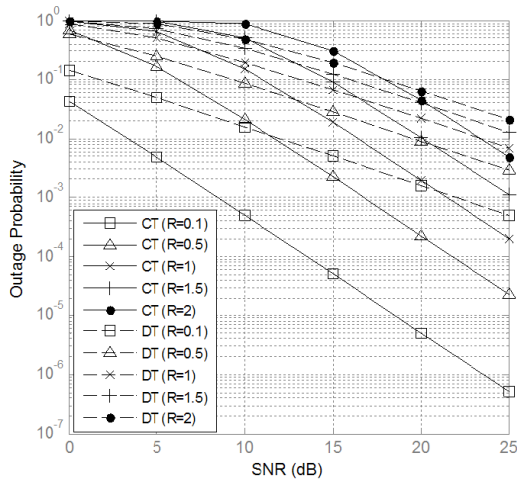 Outage Probability
10^0
10^-1
10^-2
10^-3
10^-4
10^-5
10^-6
10^-7
CT (R=0.1)
CT (R=0.5)
CT (R=1)
CT (R=1.5)
CT (R=2)
DT (R=0.1)
DT (R=0.5)
DT (R=1)
DT (R=1.5)
DT (R=2)
0 5 10 15 20 25
SNR (dB)